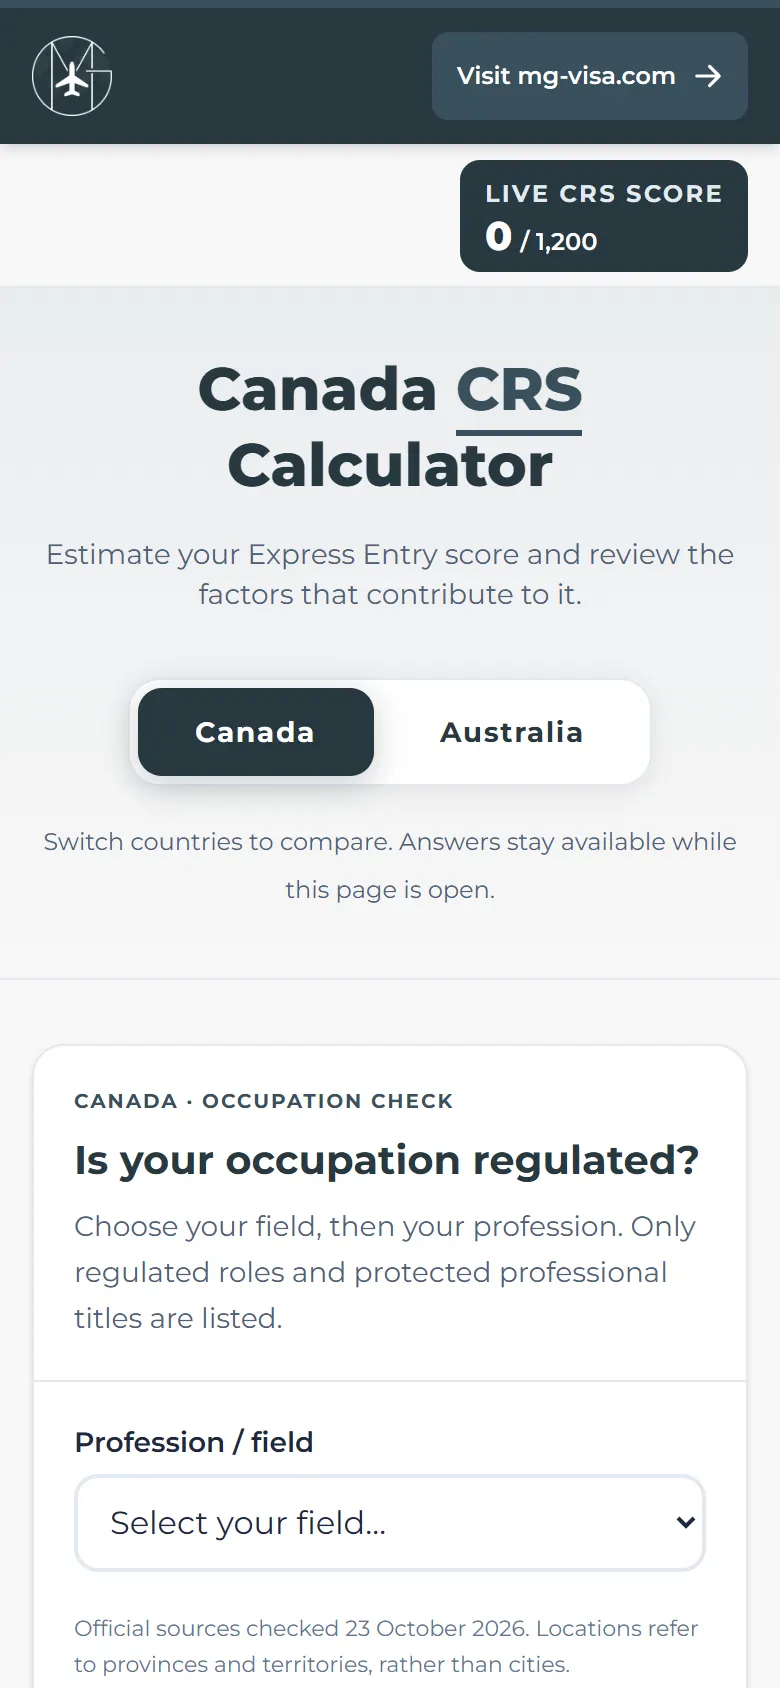 MG
Visit mg-visa.com
LIVE CRS SCORE
0 / 1,200
Canada CRS
Calculator
Estimate your Express Entry score and review the
factors that contribute to it.
Canada
Australia
Switch countries to compare. Answers stay available while
this page is open.
CANADA · OCCUPATION CHECK
Is your occupation regulated?
Choose your field, then your profession. Only
regulated roles and protected professional
titles are listed.
Profession / field
Select your field...
Official sources checked 23 October 2026. Locations refer
to provinces and territories, rather than cities.